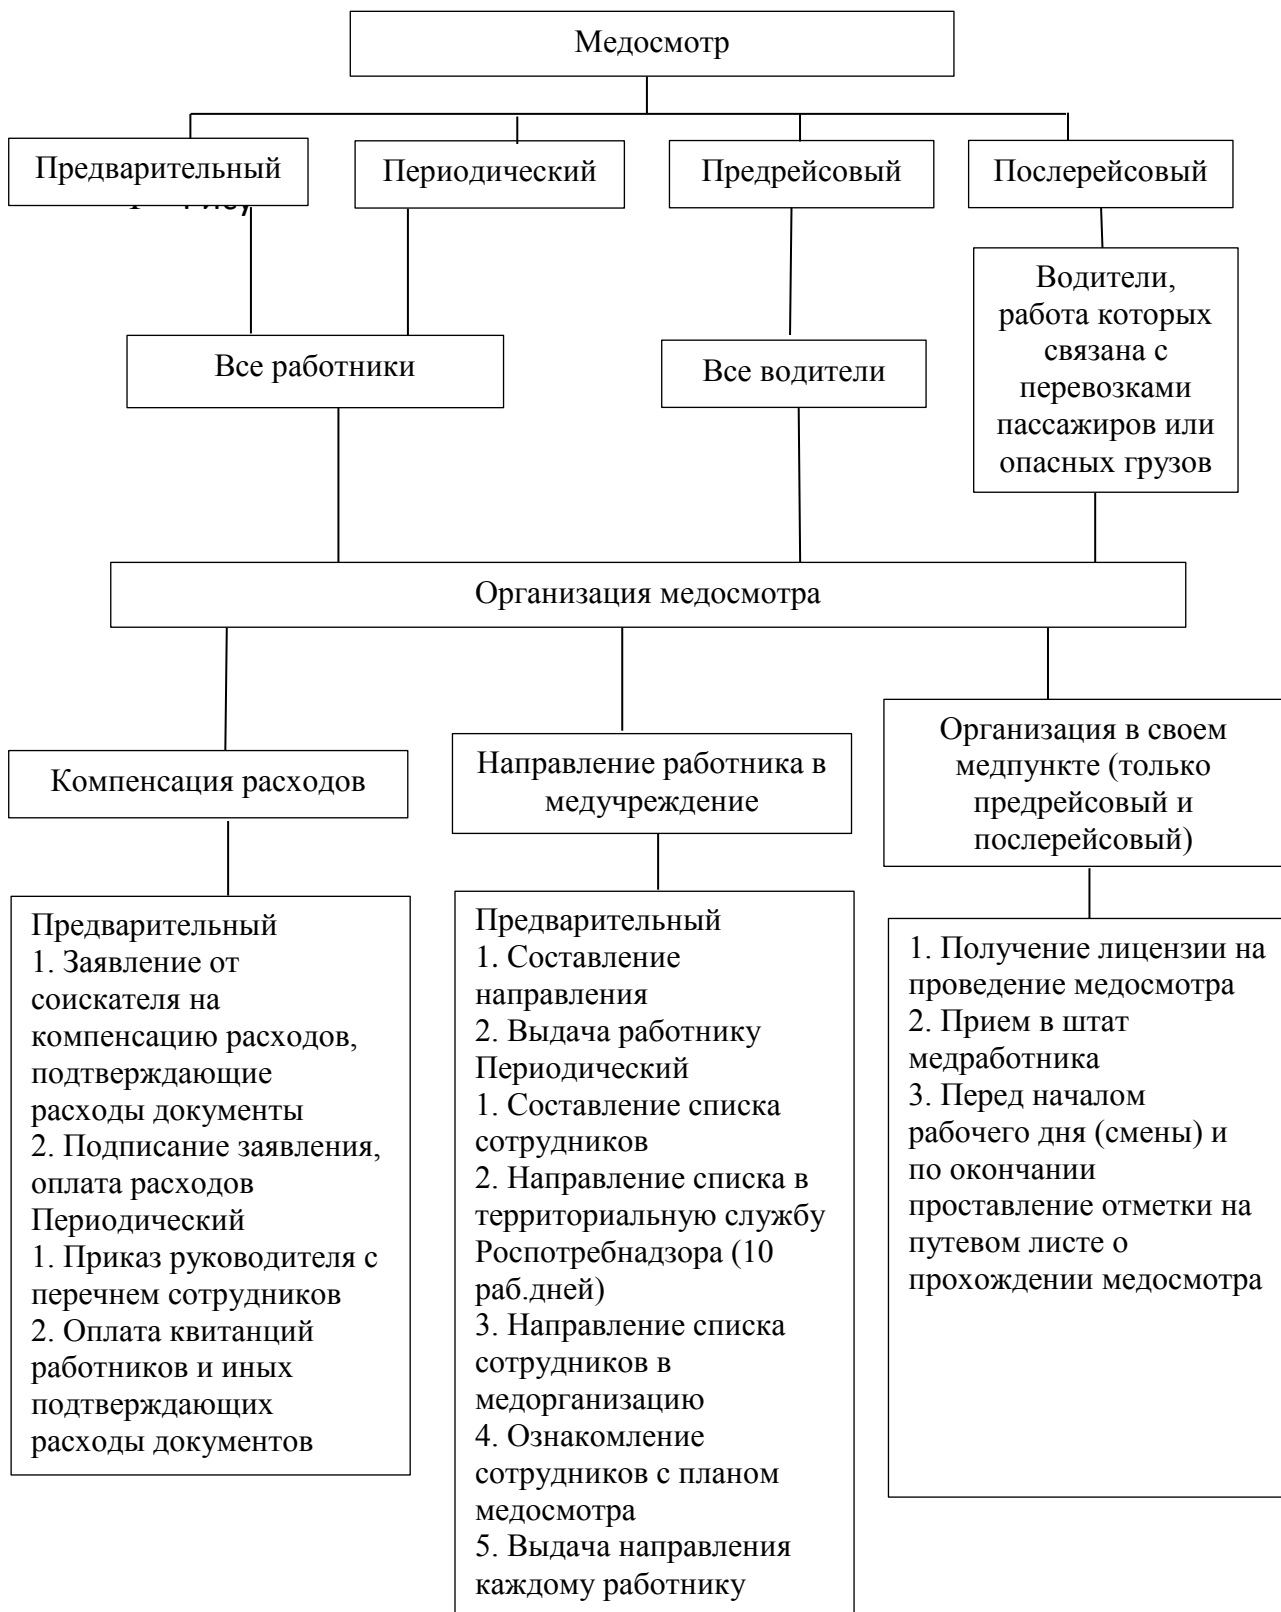 Медосмотр
Предварительный
Периодический
Предрейсовый
Послерейсовый
Все работники
Все водители
Водители,
работа которых
связана с
перевозками
пассажиров или
опасных грузов
Организация медосмотра
Компенсация расходов
Направление работника в
медучреждение
Организация в своем
медпункте (только
предрейсовый и
послерейсовый)
Предварительный
1. Заявление от
соискателя на
компенсацию расходов,
подтверждающие
расходы документы
2. Подписание заявления,
оплата расходов
Периодический
1. Приказ руководителя с
перечнем сотрудников
2. Оплата квитанций
работников и иных
подтверждающих
расходы документов
Предварительный
1. Составление
направления
2. Выдача работнику
Периодический
1. Составление списка
сотрудников
2. Направление списка в
территориальную службу
Роспотребнадзора (10
раб.дней)
3. Направление списка
сотрудников в
медорганизацию
4. Ознакомление
сотрудников с планом
медосмотра
5. Выдача направления
каждому работнику
1. Получение лицензии на
проведение медосмотра
2. Прием в штат
медработника
3. Перед началом
рабочего дня (смены) и
по окончании
проставление отметки на
путевом листе о
прохождении медосмотра